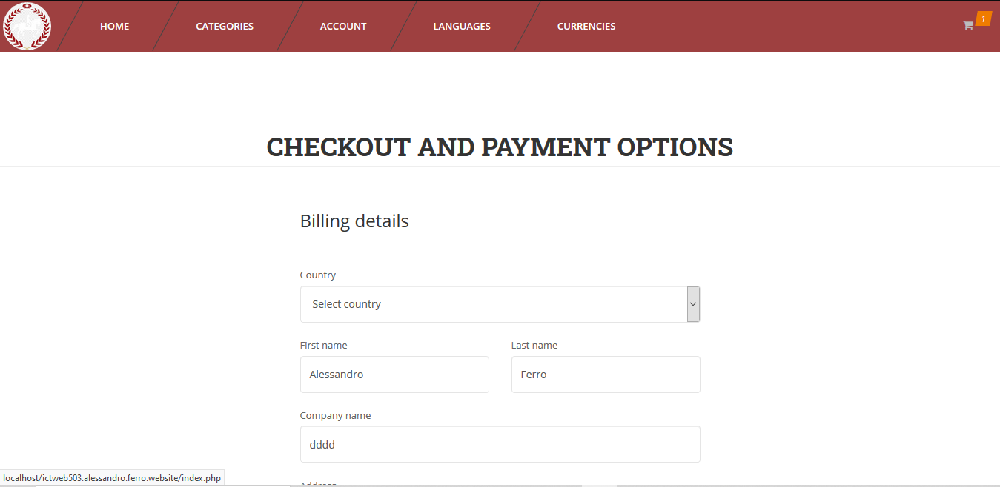 HOME CATEGORIES ACCOUNT LANGUAGES CURRENCIES 1
CHECKOUT AND PAYMENT OPTIONS
Billing details
Country
Select country
First name Last name
Alessandro Ferro
Company name
dddd
Address
localhost/ictweb503.alessandro.ferro.website/index.php